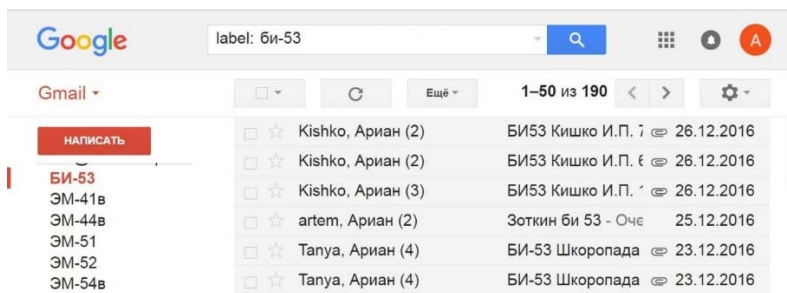 Google label: би-53 A
Gmail Ещё 1–50 из 190
НАПИСАТЬ
БИ-53
ЭМ-41в
ЭМ-44в
ЭМ-51
ЭМ-52
ЭМ-54в
Kishko, Ариан (2) БИ53 Кишко И.П. 26.12.2016
Kishko, Ариан (2) БИ53 Кишко И.П. 26.12.2016
Kishko, Ариан (3) БИ53 Кишко И.П. 26.12.2016
artem, Ариан (2) Зоткин би 53 - Оче 25.12.2016
Tanya, Ариан (4) БИ-53 Шкоропада 23.12.2016
Tanya, Ариан (4) БИ-53 Шкоропада 23.12.2016